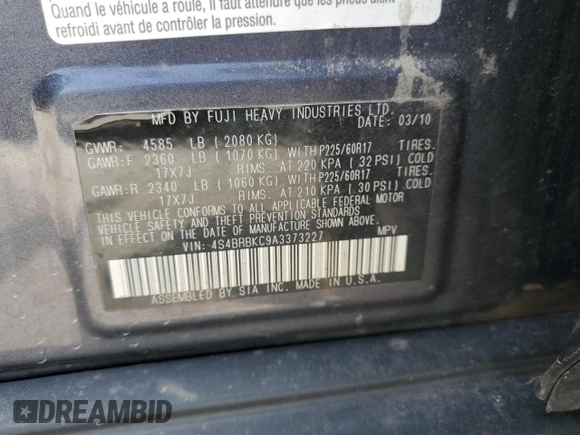 Quand le véhicule a roulé, il faut attendre que les pneus aient
refroidi avant de contrôler la pression.
MFD BY FUJI HEAVY INDUSTRIES LTD.
DATE: 03/10
GVWR: 4585 LB (2080 KG)
GAWR:F 2360 LB (1070 KG) WITH P225/60R17 TIRES.
17X7J RIMS. AT 220 KPA (32 PSI) COLD
GAWR:R 2340 LB (1060 KG) WITH P225/60R17 TIRES.
17X7J RIMS. AT 210 KPA (30 PSI) COLD
THIS VEHICLE CONFORMS TO ALL APPLICABLE FEDERAL MOTOR
VEHICLE SAFETY AND THEFT PREVENTION STANDARDS
IN EFFECT ON THE DATE OF MANUFACTURE SHOWN ABOVE.
VIN: 4S4BRBKC9A3373227 MPV
ASSEMBLED BY SIA INC. MADE IN U.S.A.
DREAMBID